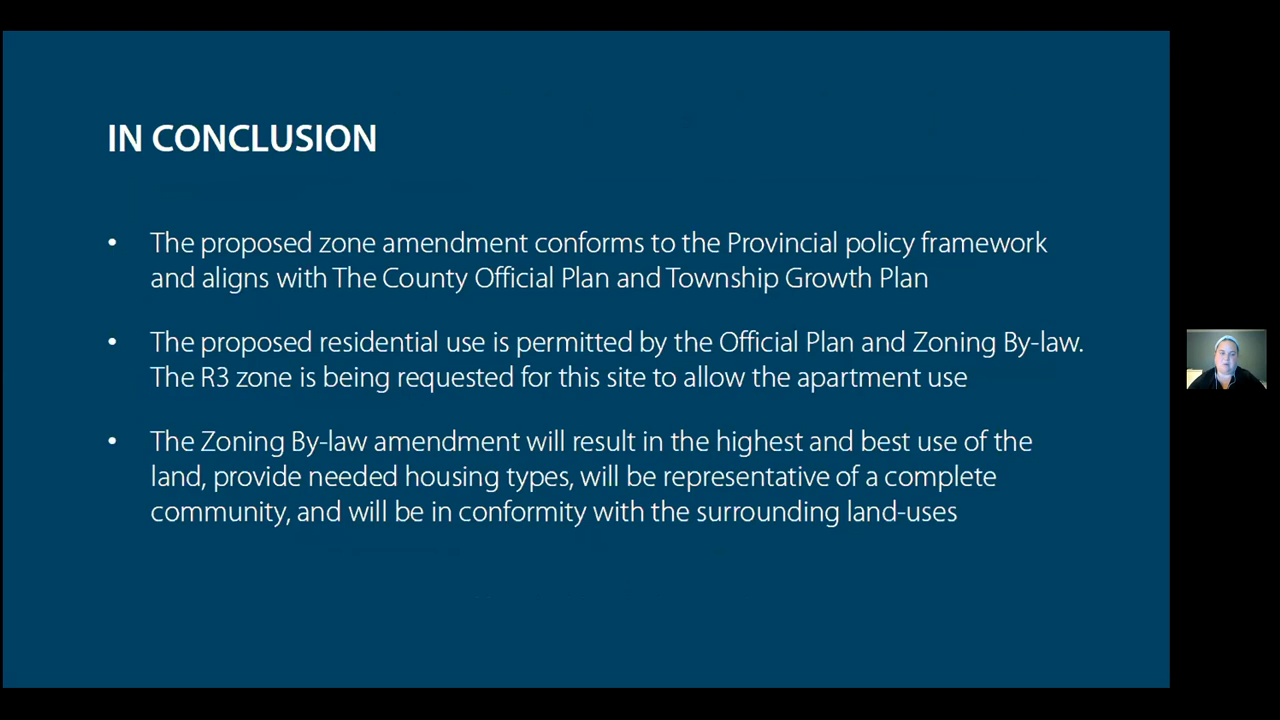 IN CONCLUSION
• The proposed zone amendment conforms to the Provincial policy framework
and aligns with The County Official Plan and Township Growth Plan
• The proposed residential use is permitted by the Official Plan and Zoning By-law.
The R3 zone is being requested for this site to allow the apartment use
• The Zoning By-law amendment will result in the highest and best use of the
land, provide needed housing types, will be representative of a complete
community, and will be in conformity with the surrounding land-uses